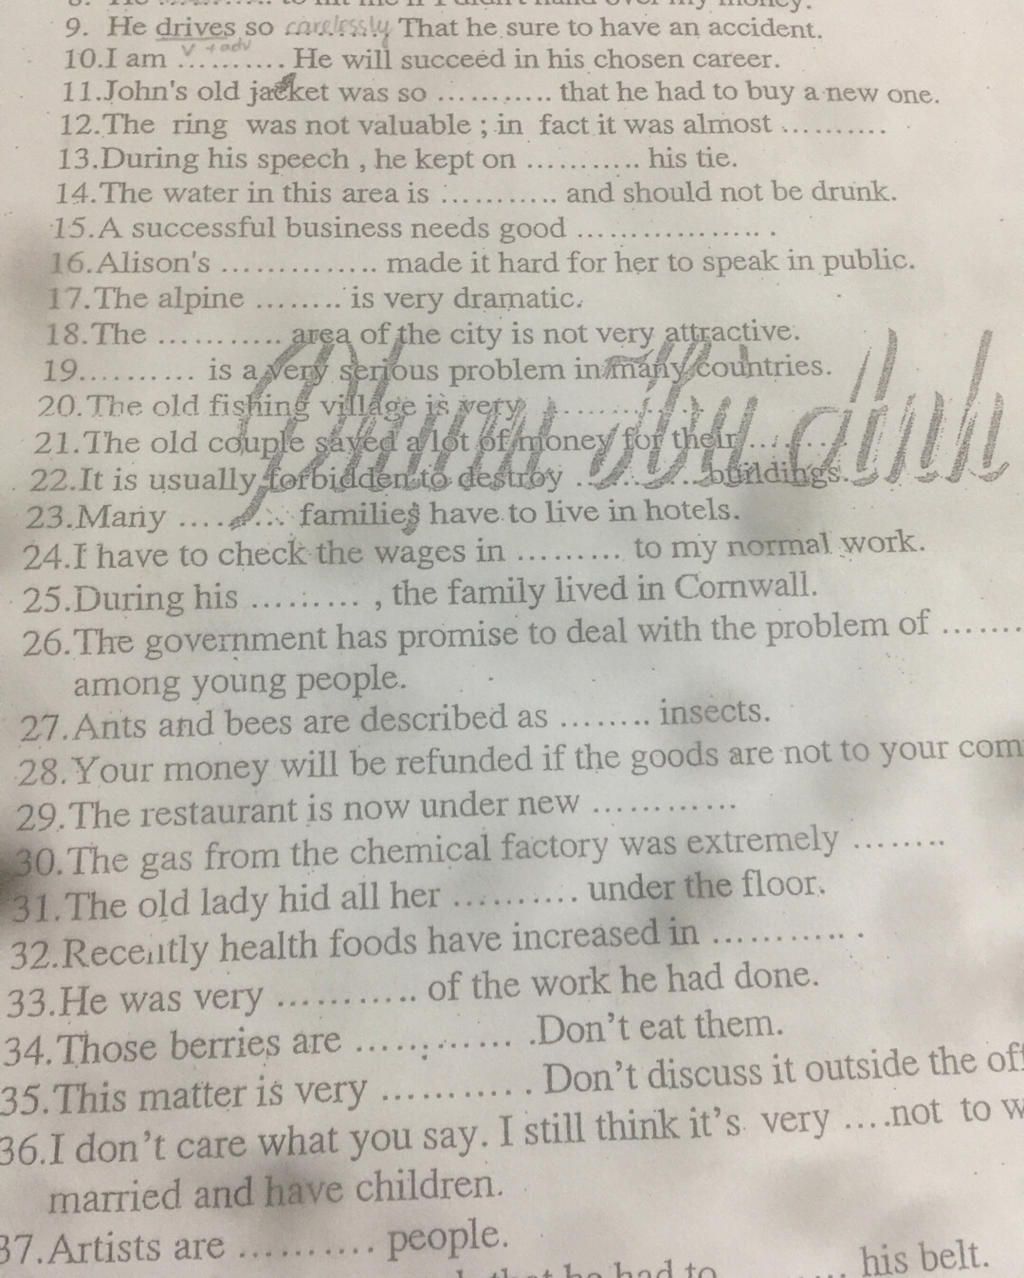 to hit me if I didn't hand over my money.
9. He drives so carelessly That he sure to have an accident.
v + adv
10.I am .......... He will succeed in his chosen career.
11.John's old jacket was so ........... that he had to buy a new one.
12.The ring was not valuable ; in fact it was almost ..........
13.During his speech , he kept on ........... his tie.
14.The water in this area is ........... and should not be drunk.
15.A successful business needs good ................. .
16.Alison's .............. made it hard for her to speak in public.
17.The alpine ........ is very dramatic.
18.The ............ area of the city is not very attractive.
19........... is a very serious problem in many countries.
20.The old fishing village is very ..............
21.The old couple saved a lot of money for their .........
22.It is usually forbidden to destroy ...........buildings.
23.Many .......... families have to live in hotels.
24.I have to check the wages in ......... to my normal work.
25.During his .......... , the family lived in Cornwall.
26.The government has promise to deal with the problem of .......
among young people.
27.Ants and bees are described as ........ insects.
28.Your money will be refunded if the goods are not to your com
29.The restaurant is now under new ............
30.The gas from the chemical factory was extremely ........
31.The old lady hid all her .......... under the floor.
32.Recently health foods have increased in ........... .
33.He was very ........... of the work he had done.
34.Those berries are ............ .Don't eat them.
35.This matter is very ........... . Don't discuss it outside the of
36.I don't care what you say. I still think it's very ....not to w
married and have children.
37.Artists are .......... people.
that he had to ........ his belt.